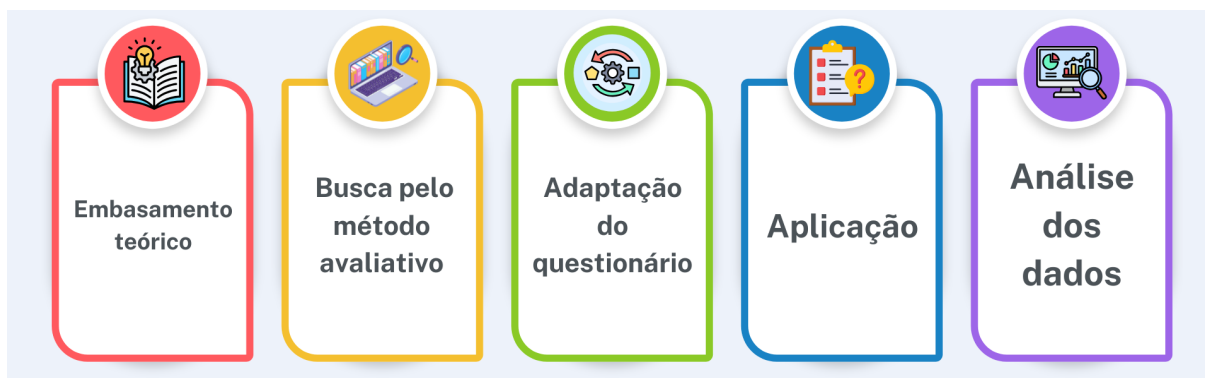 Embasamento
teórico
Busca pelo
método
avaliativo
Adaptação
do
questionário
Aplicação
Análise
dos
dados